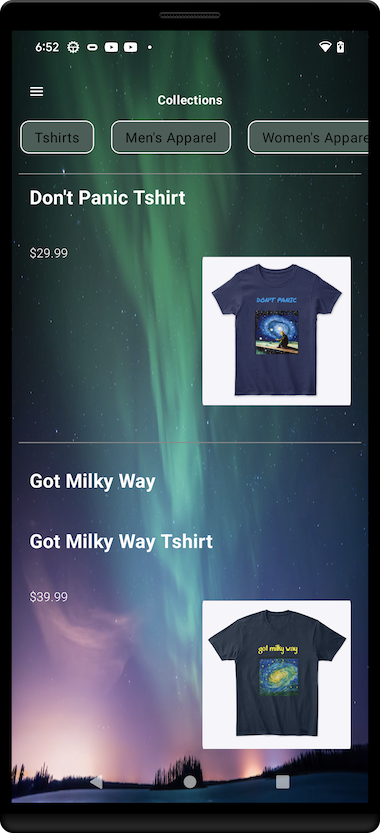 6:52
Collections
Tshirts
Men's Apparel
Women's Appare
Don't Panic Tshirt
$29.99
DON'T PANIC
Got Milky Way
Got Milky Way Tshirt
$39.99
got milky way